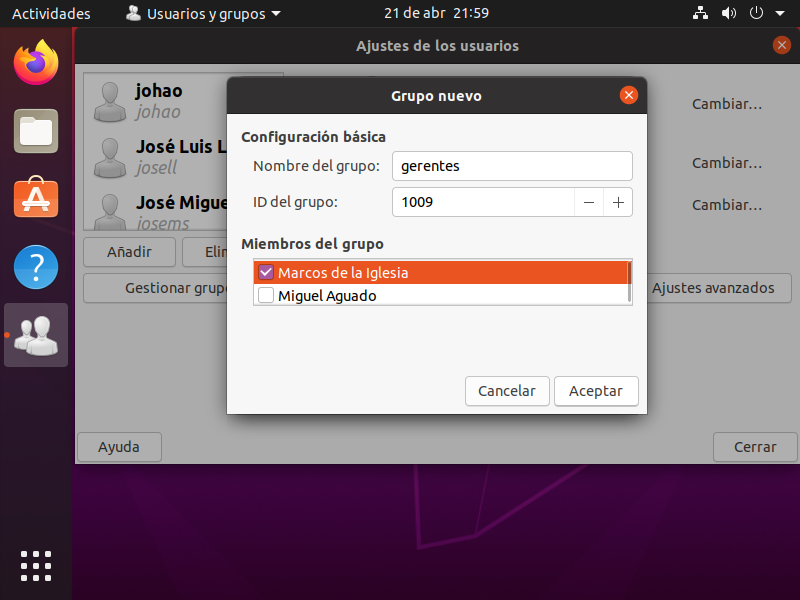 Actividades Usuarios y grupos 21 de abr 21:59
Ajustes de los usuarios
johao
johao
Cambiar...
José Luis L
josell
Cambiar...
José Migue
josems
Cambiar...
Añadir Elin
Gestionar grupo Ajustes avanzados
Grupo nuevo
Configuración básica
Nombre del grupo: gerentes
ID del grupo: 1009 − +
Miembros del grupo
Marcos de la Iglesia
Miguel Aguado
Cancelar Aceptar
Ayuda Cerrar